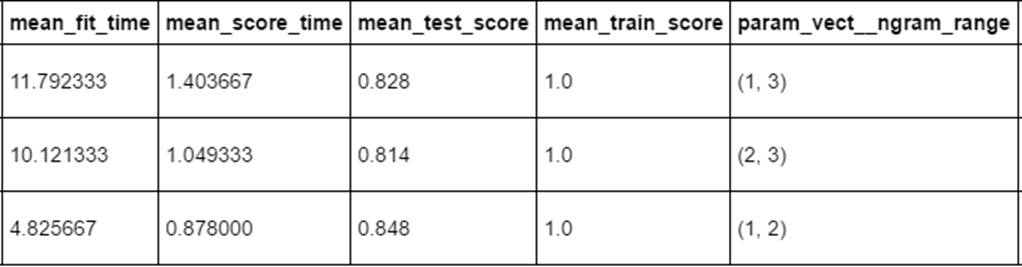 mean_fit_time mean_score_time mean_test_score mean_train_score param_vect__ngram_range
11.792333 1.403667 0.828 1.0 (1, 3)
10.121333 1.049333 0.814 1.0 (2, 3)
4.825667 0.878000 0.848 1.0 (1, 2)